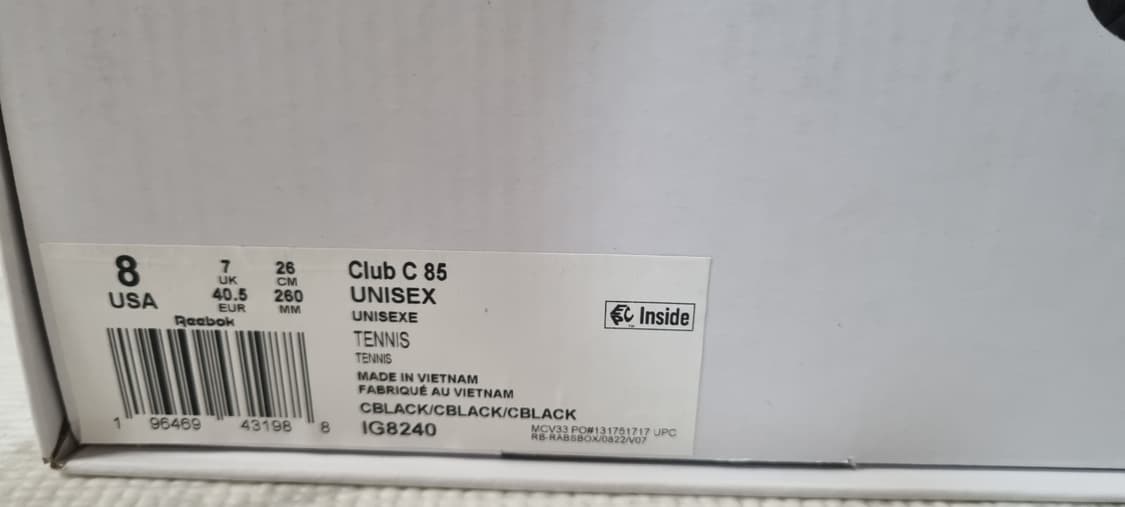 8
USA
7
UK
40.5
EUR
26
CM
260
MM
Reebok
1 96469 43198 8
Club C 85
UNISEX
UNISEXE
TENNIS
TENNIS
MADE IN VIETNAM
FABRIQUÉ AU VIETNAM
CBLACK/CBLACK/CBLACK
IG8240
Inside
MCV33 PO#131751717 UPC
RB-RABSBOX/0822/V07